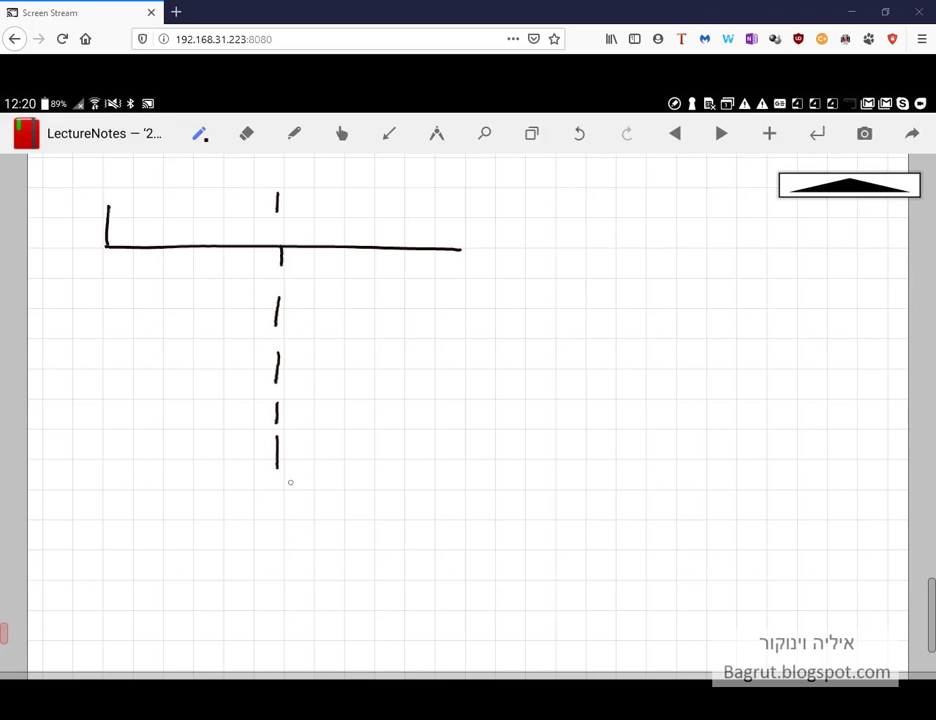 Screen Stream
192.168.31.223:8080
12:20 89%
LectureNotes — ‘2...
איליה וינוקור
Bagrut.blogspot.com